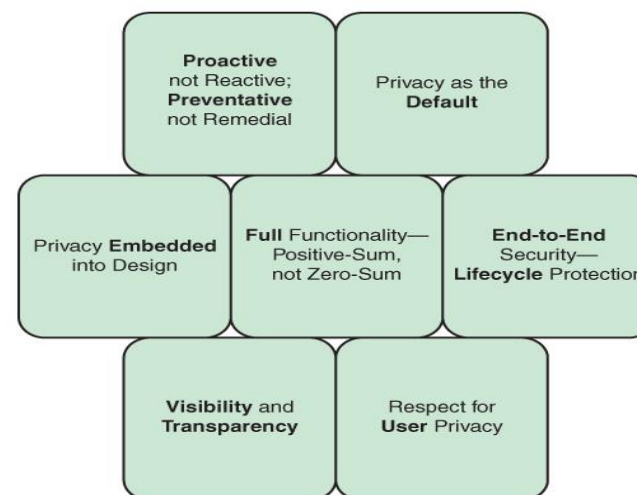 Proactive
not Reactive;
Preventative
not Remedial
Privacy as the
Default
Privacy Embedded
into Design
Full Functionality—
Positive-Sum,
not Zero-Sum
End-to-End
Security—
Lifecycle Protection
Visibility and
Transparency
Respect for
User Privacy